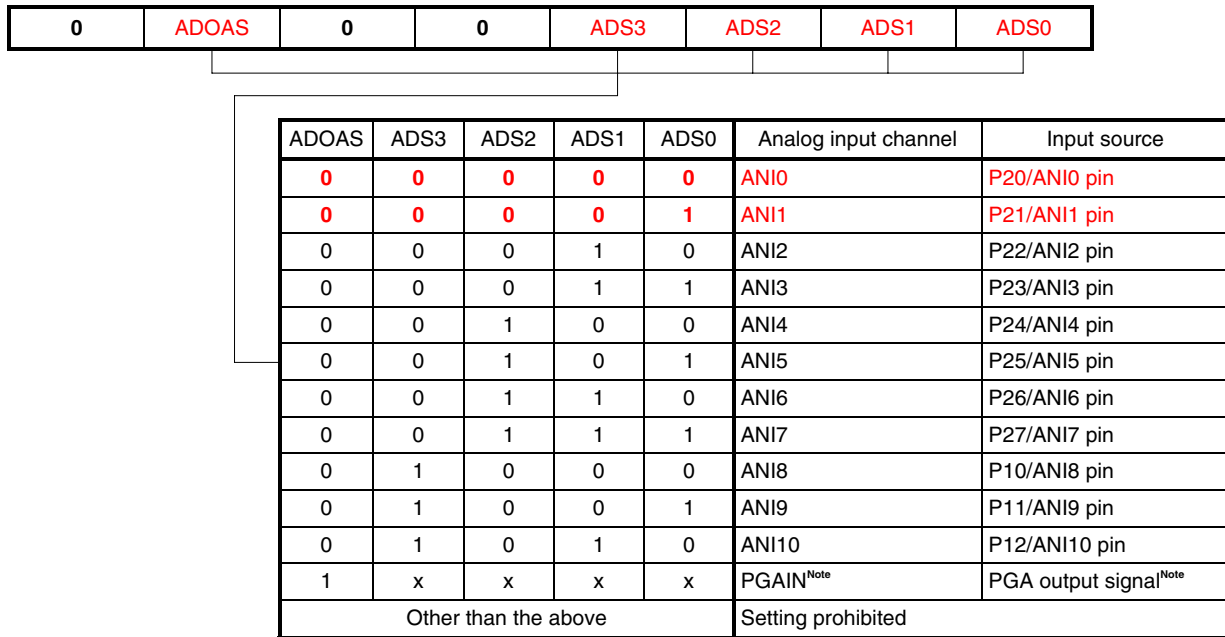 0 ADOAS 0 0 ADS3 ADS2 ADS1 ADS0
ADOAS ADS3 ADS2 ADS1 ADS0 Analog input channel Input source
0 0 0 0 0 ANI0 P20/ANI0 pin
0 0 0 0 1 ANI1 P21/ANI1 pin
0 0 0 1 0 ANI2 P22/ANI2 pin
0 0 0 1 1 ANI3 P23/ANI3 pin
0 0 1 0 0 ANI4 P24/ANI4 pin
0 0 1 0 1 ANI5 P25/ANI5 pin
0 0 1 1 0 ANI6 P26/ANI6 pin
0 0 1 1 1 ANI7 P27/ANI7 pin
0 1 0 0 0 ANI8 P10/ANI8 pin
0 1 0 0 1 ANI9 P11/ANI9 pin
0 1 0 1 0 ANI10 P12/ANI10 pin
1 x x x x PGAIN Note PGA output signal Note
Other than the above Setting prohibited